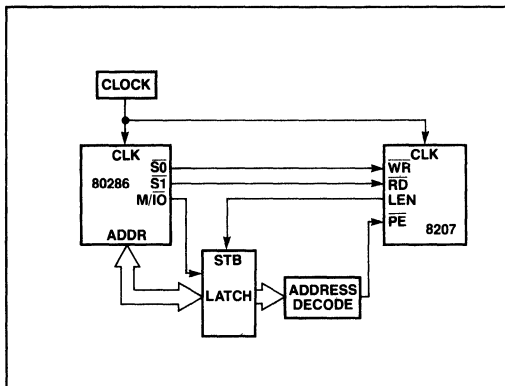 CLOCK
CLK
80286
S0
S1
M/IO
ADDR
CLK
WR
RD
LEN
PE
8207
STB
LATCH
ADDRESS
DECODE